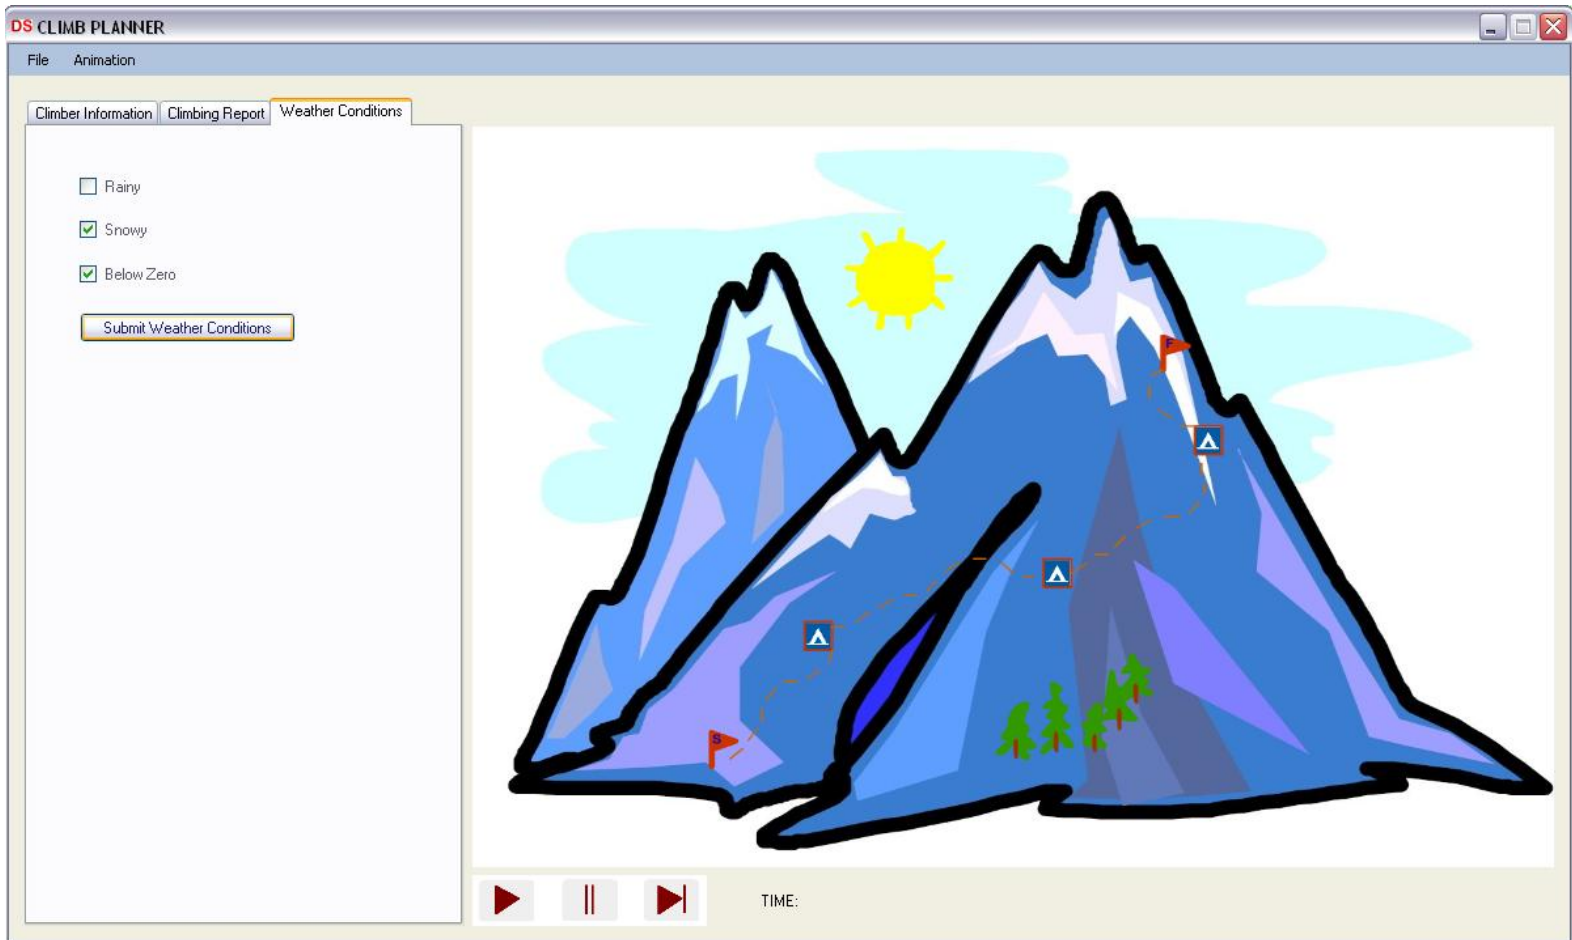 DS CLIMB PLANNER
File Animation
Climber Information Climbing Report Weather Conditions
Rainy
Snowy
Below Zero
Submit Weather Conditions
F
S
TIME: